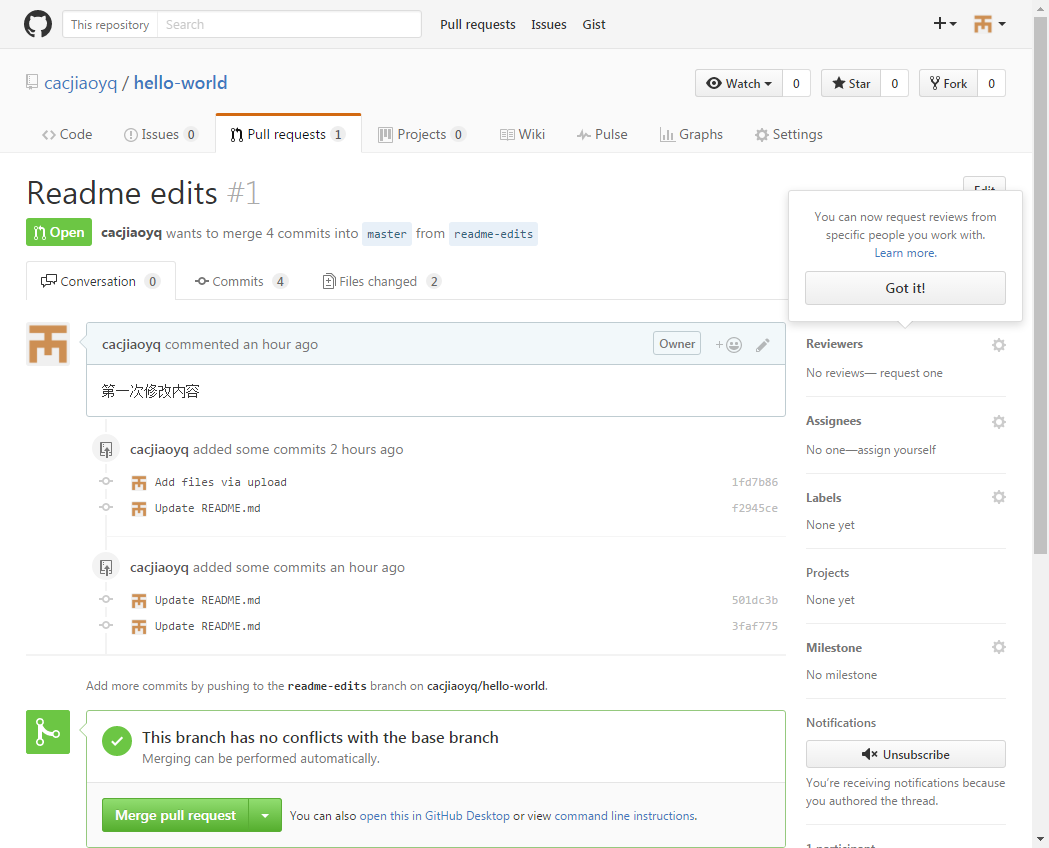 This repository Search Pull requests Issues Gist
cacjiaoyq / hello-world Watch 0 Star 0 Fork 0
Code Issues 0 Pull requests 1 Projects 0 Wiki Pulse Graphs Settings
Readme edits #1
Edit
Open cacjiaoyq wants to merge 4 commits into master from readme-edits
You can now request reviews from
specific people you work with.
Learn more.
Got it!
Conversation 0 Commits 4 Files changed 2
cacjiaoyq commented an hour ago Owner
第一次修改内容
cacjiaoyq added some commits 2 hours ago
Add files via upload 1fd7b86
Update README.md f2945ce
cacjiaoyq added some commits an hour ago
Update README.md 501dc3b
Update README.md 3faf775
Add more commits by pushing to the readme-edits branch on cacjiaoyq/hello-world.
This branch has no conflicts with the base branch
Merging can be performed automatically.
Merge pull request You can also open this in GitHub Desktop or view command line instructions.
Reviewers
No reviews— request one
Assignees
No one—assign yourself
Labels
None yet
Projects
None yet
Milestone
No milestone
Notifications
Unsubscribe
You're receiving notifications because
you authored the thread.
1 participant